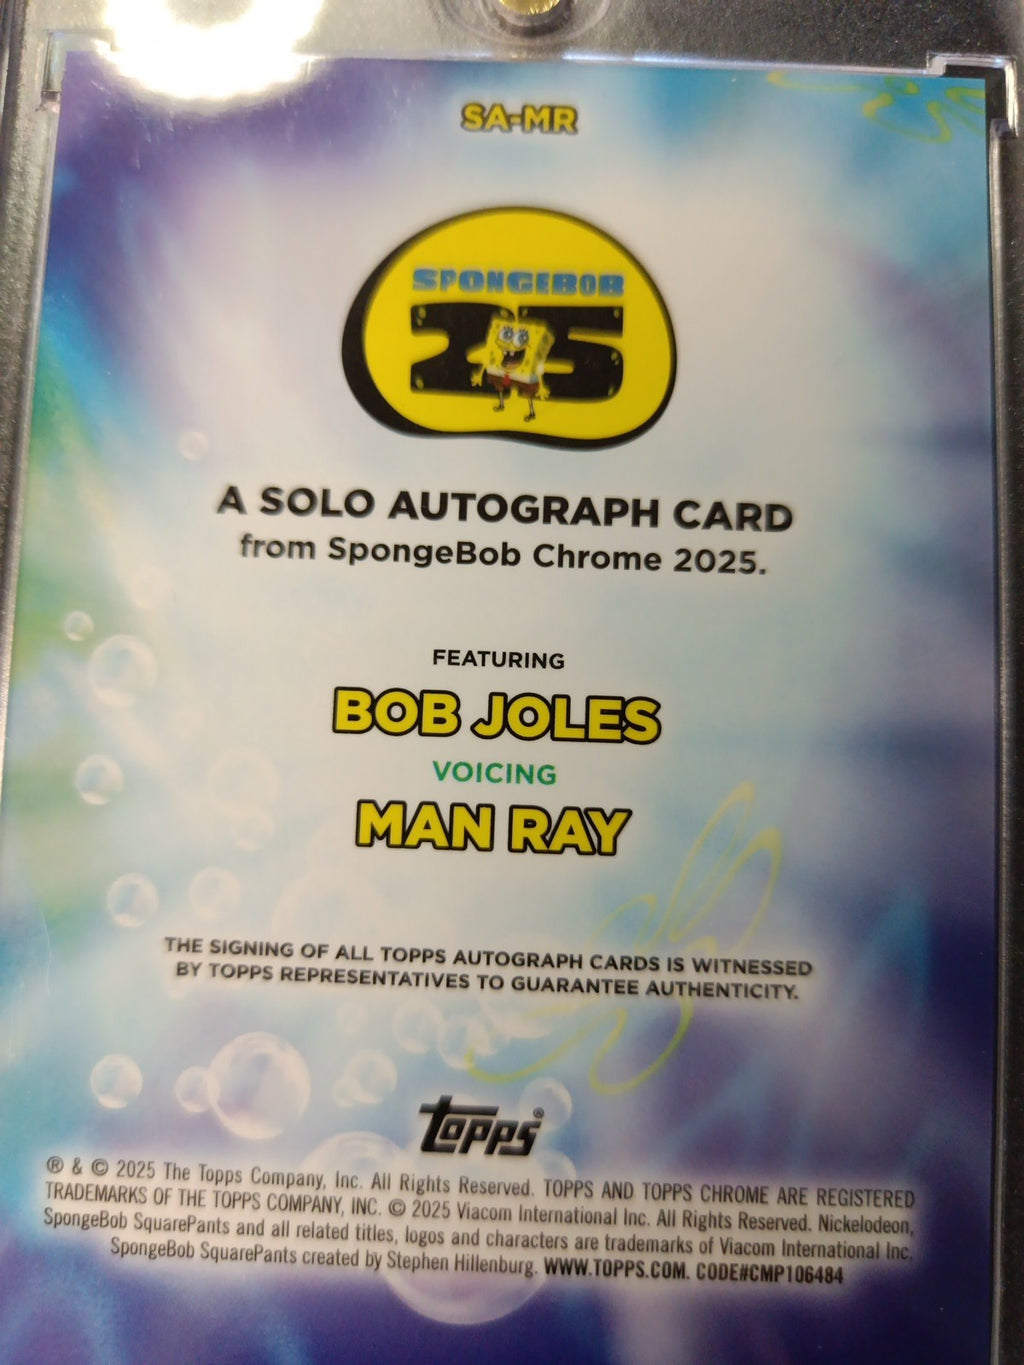 SA-MR
SPONGEBOB
25
A SOLO AUTOGRAPH CARD
from SpongeBob Chrome 2025.
FEATURING
BOB JOLES
VOICING
MAN RAY
THE SIGNING OF ALL TOPPS AUTOGRAPH CARDS IS WITNESSED
BY TOPPS REPRESENTATIVES TO GUARANTEE AUTHENTICITY.
topps®
® & © 2025 The Topps Company, Inc. All Rights Reserved. TOPPS AND TOPPS CHROME ARE REGISTERED
TRADEMARKS OF THE TOPPS COMPANY, INC. © 2025 Viacom International Inc. All Rights Reserved. Nickelodeon,
SpongeBob SquarePants and all related titles, logos and characters are trademarks of Viacom International Inc.
SpongeBob SquarePants created by Stephen Hillenburg. WWW.TOPPS.COM. CODE#CMP106484